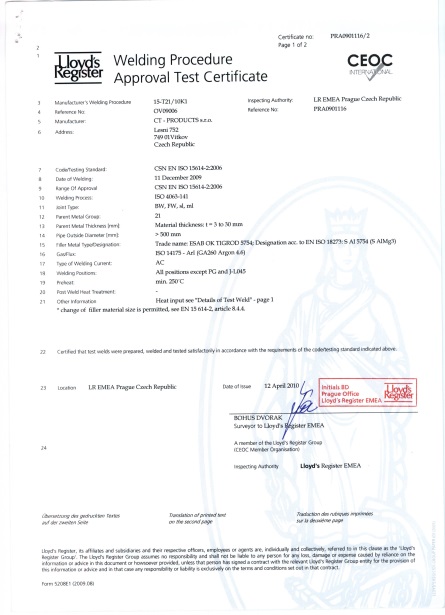 Certificate no: PRA0901116/2
Page 1 of 2
2
1
Lloyd's Register
Welding Procedure
Approval Test Certificate
CEOC
INTERNATIONAL
3 Manufacturer's Welding Procedure 15-T21/10K1 Inspecting Authority: LR EMEA Prague Czech Republic
4 Reference No: OV09006 Reference No: PRA0901116
5 Manufacturer: CT - PRODUCTS s.r.o.
6 Address: Lesní 752
749 01Vítkov
Czech Republic
7 Code/Testing Standard: CSN EN ISO 15614-2:2006
8 Date of Welding: 11 December 2009
9 Range Of Approval CSN EN ISO 15614-2:2006
10 Welding Process: ISO 4063-141
11 Joint Type: BW, FW, sl, ml
12 Parent Metal Group: 21
13 Parent Metal Thickness [mm]: Material thickness: t = 3 to 30 mm
14 Pipe Outside Diameter [mm]: > 500 mm
15 Filler Metal Type/Designation: Trade name: ESAB OK TIGROD 5754; Designation acc. to EN ISO 18273: S Al 5754 (S AlMg3)
16 Gas/Flux: ISO 14175 - Ar1 (GA260 Argon 4.6)
17 Type of Welding Current: AC
18 Welding Positions: All positions except PG and J-L045
19 Preheat: min. 250°C
20 Post Weld Heat Treatment: -
21 Other Information Heat input see "Details of Test Weld" - page 1
* change of filler material size is permitted, see EN 15 614-2, article 8.4.4.
22 Certified that test welds were prepared, welded and tested satisfactorily in accordance with the requirements of the code/testing standard indicated above.
23 Location LR EMEA Prague Czech Republic Date of Issue 12 April 2010
Initials BD
Prague Office
Lloyd's Register EMEA
Lloyd's Register
BOHUS DVORAK
Surveyor to Lloyd's Register EMEA
24
A member of the Lloyd's Register Group
(CEOC Member Organisation)
Inspecting Authority Lloyd's Register EMEA
Übersetzung des gedruckten Textes
auf der zweiten Seite
Translation of printed text
on the second page
Traduction des rubriques imprimées
sur la deuxième page
Lloyd's Register, its affiliates and subsidiaries and their respective officers, employees or agents are, individually and collectively, referred to in this clause as the 'Lloyd's
Register Group'. The Lloyd's Register Group assumes no responsibility and shall not be liable to any person for any loss, damage or expense caused by reliance on the
information or advice in this document or howsoever provided, unless that person has signed a contract with the relevant Lloyd's Register Group entity for the provision of
this information or advice and in that case any responsibility or liability is exclusively on the terms and conditions set out in that contract.
Form 5208E1 (2009.08)